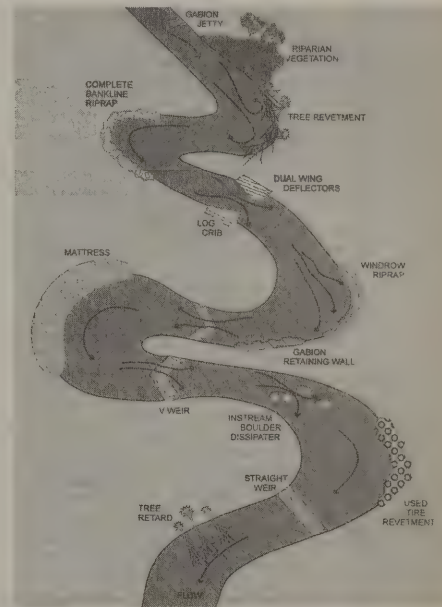 GABION
JETTY
RIPARIAN
VEGETATION
COMPLETE
BANKLINE
RIPRAP
TREE REVETMENT
DUAL WING
DEFLECTORS
LOG
CRIB
MATTRESS
WINDROW
RIPRAP
GABION
RETAINING WALL
V WEIR
INSTREAM
BOULDER
DISSIPATER
STRAIGHT
WEIR
TREE
RETARD
USED
TIRE
REVETMENT
FLOW